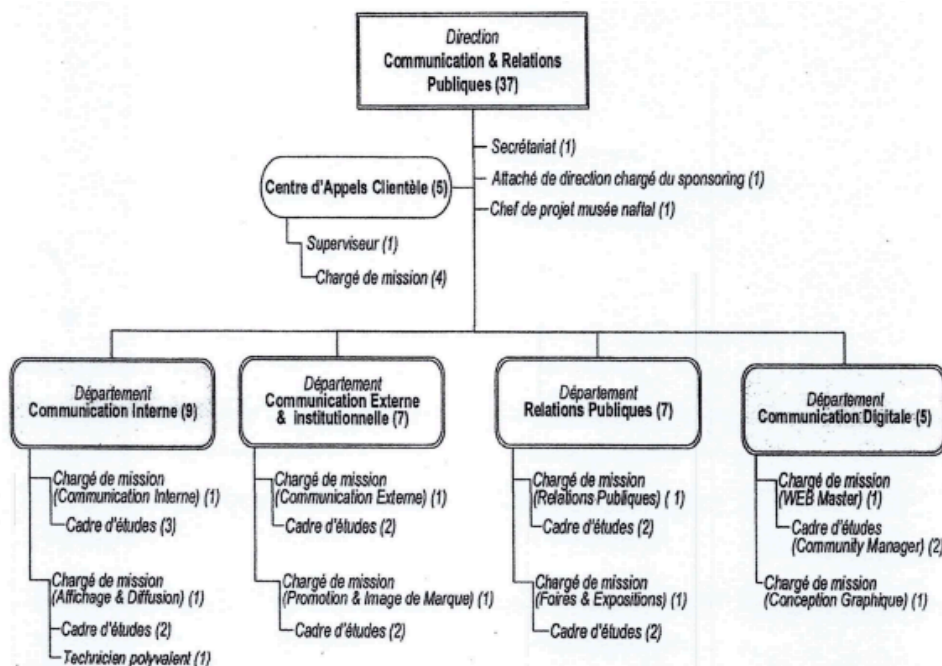 Direction
Communication & Relations
Publiques (37)
Secrétariat (1)
Centre d'Appels Clientèle (5)
Attaché de direction chargé du sponsoring (1)
Chef de projet musée naftal (1)
Superviseur (1)
Chargé de mission (4)
Département
Communication Interne (9)
Chargé de mission
(Communication Interne) (1)
Cadre d'études (3)
Chargé de mission
(Affichage & Diffusion) (1)
Cadre d'études (2)
Technicien polyvalent (1)
Département
Communication Externe
& institutionnelle (7)
Chargé de mission
(Communication Externe) (1)
Cadre d'études (2)
Chargé de mission
(Promotion & Image de Marque) (1)
Cadre d'études (2)
Département
Relations Publiques (7)
Chargé de mission
(Relations Publiques) (1)
Cadre d'études (2)
Chargé de mission
(Foires & Expositions) (1)
Cadre d'études (2)
Département
Communication Digitale (5)
Chargé de mission
(WEB Master) (1)
Cadre d'études
(Community Manager) (2)
Chargé de mission
(Conception Graphique) (1)